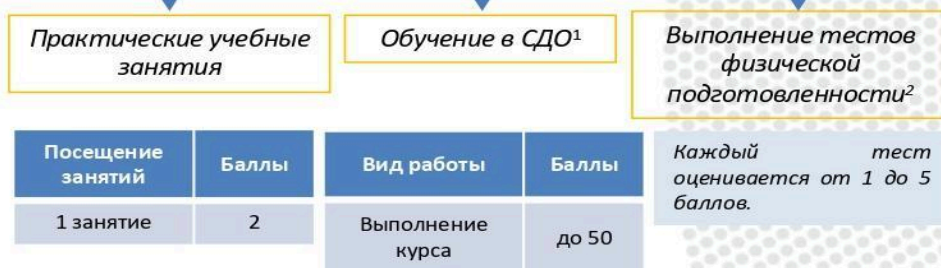 Практические учебные
занятия
Обучение в СДО¹
Выполнение тестов
физической
подготовленности²
Посещение
занятий
Баллы
1 занятие
2
Вид работы
Баллы
Выполнение
курса
до 50
Каждый тест
оценивается от 1 до 5
баллов.